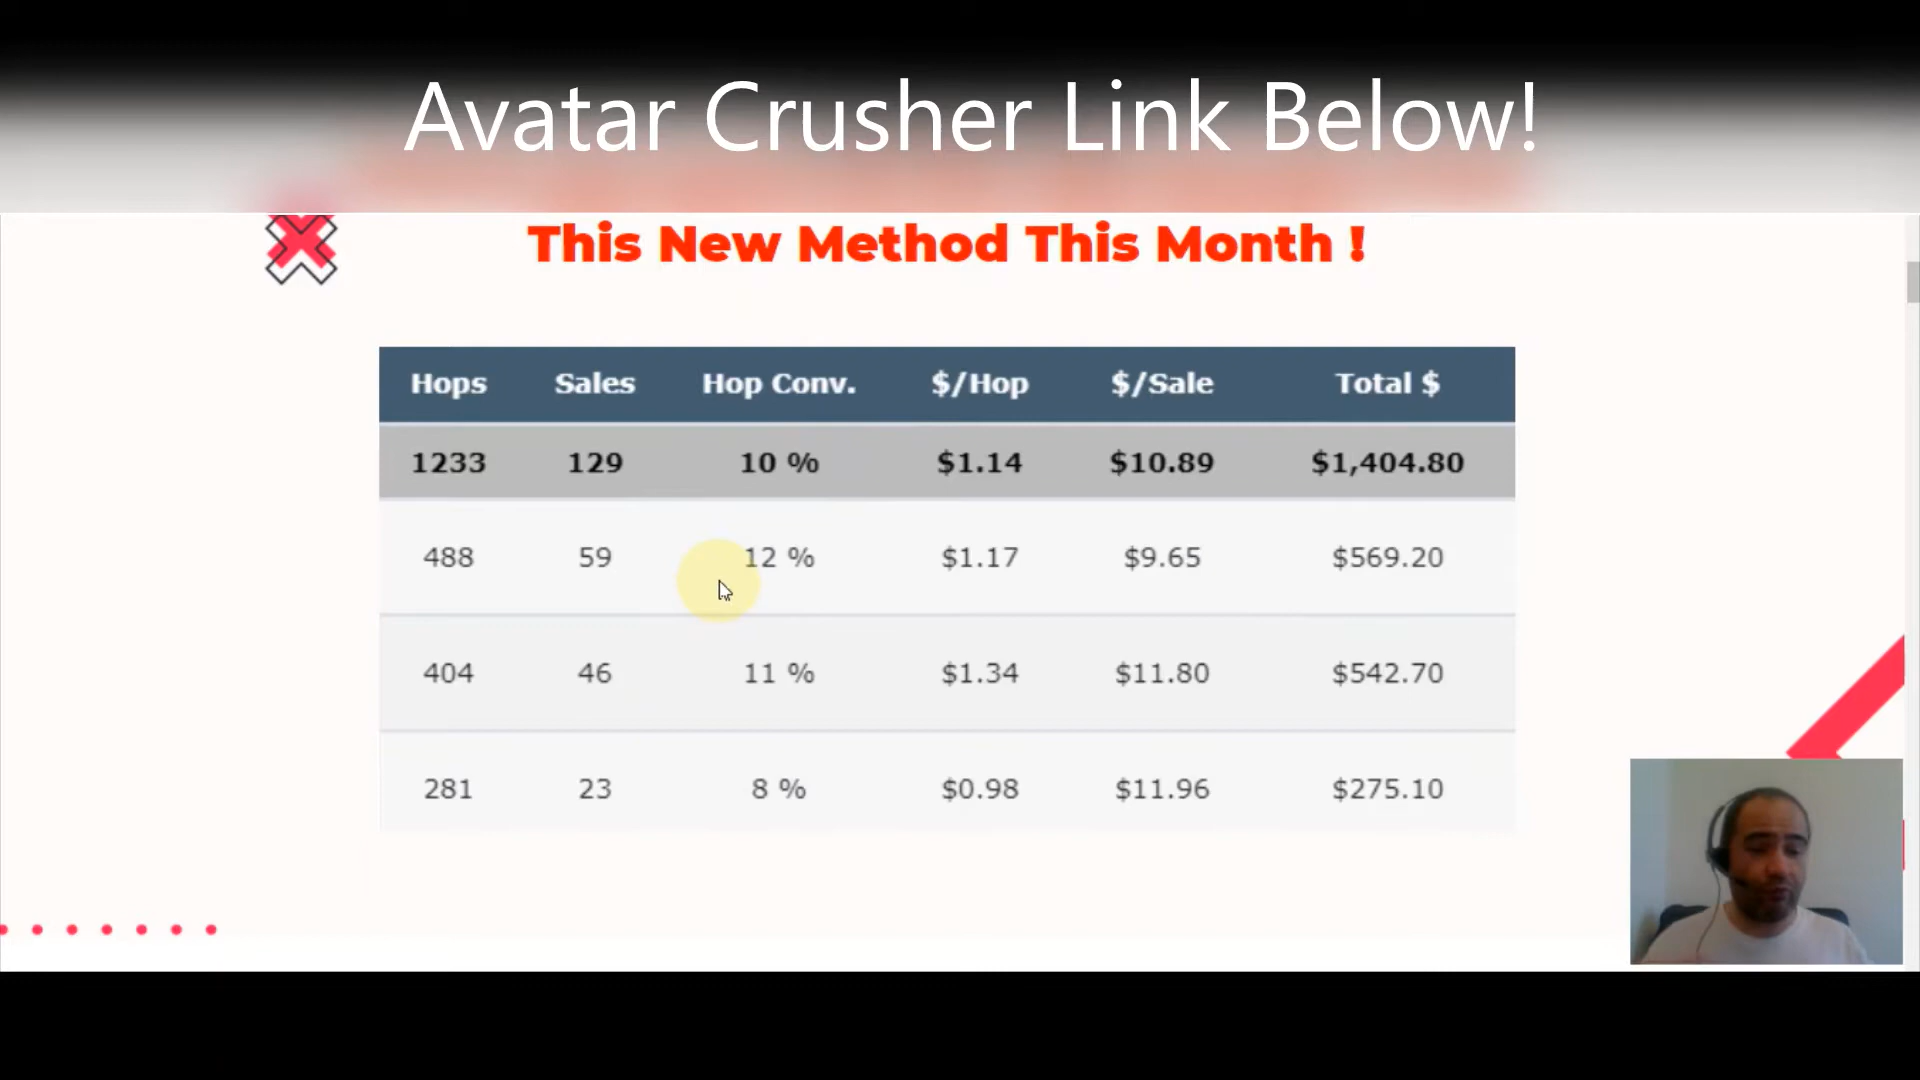 Avatar Crusher Link Below!
This New Method This Month !
Hops Sales Hop Conv. $/Hop $/Sale Total $
1233 129 10 % $1.14 $10.89 $1,404.80
488 59 12 % $1.17 $9.65 $569.20
404 46 11 % $1.34 $11.80 $542.70
281 23 8 % $0.98 $11.96 $275.10